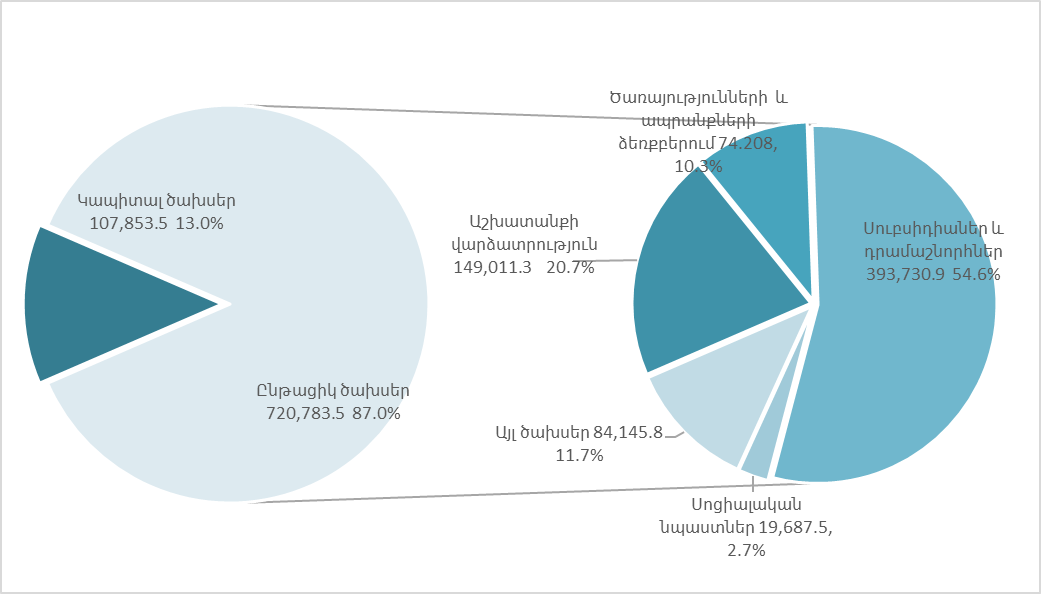 Ծառայությունների և
ապրանքների
ձեռքբերում 74.208,
10.3%
Կապիտալ ծախսեր
107,853.5 13.0%
Աշխատանքի
վարձատրություն
149,011.3 20.7%
Սուբսիդիաներ և
դրամաշնորհներ
393,730.9 54.6%
Ընթացիկ ծախսեր
720,783.5 87.0%
Այլ ծախսեր 84,145.8
11.7%
Սոցիալական
նպաստներ 19,687.5,
2.7%